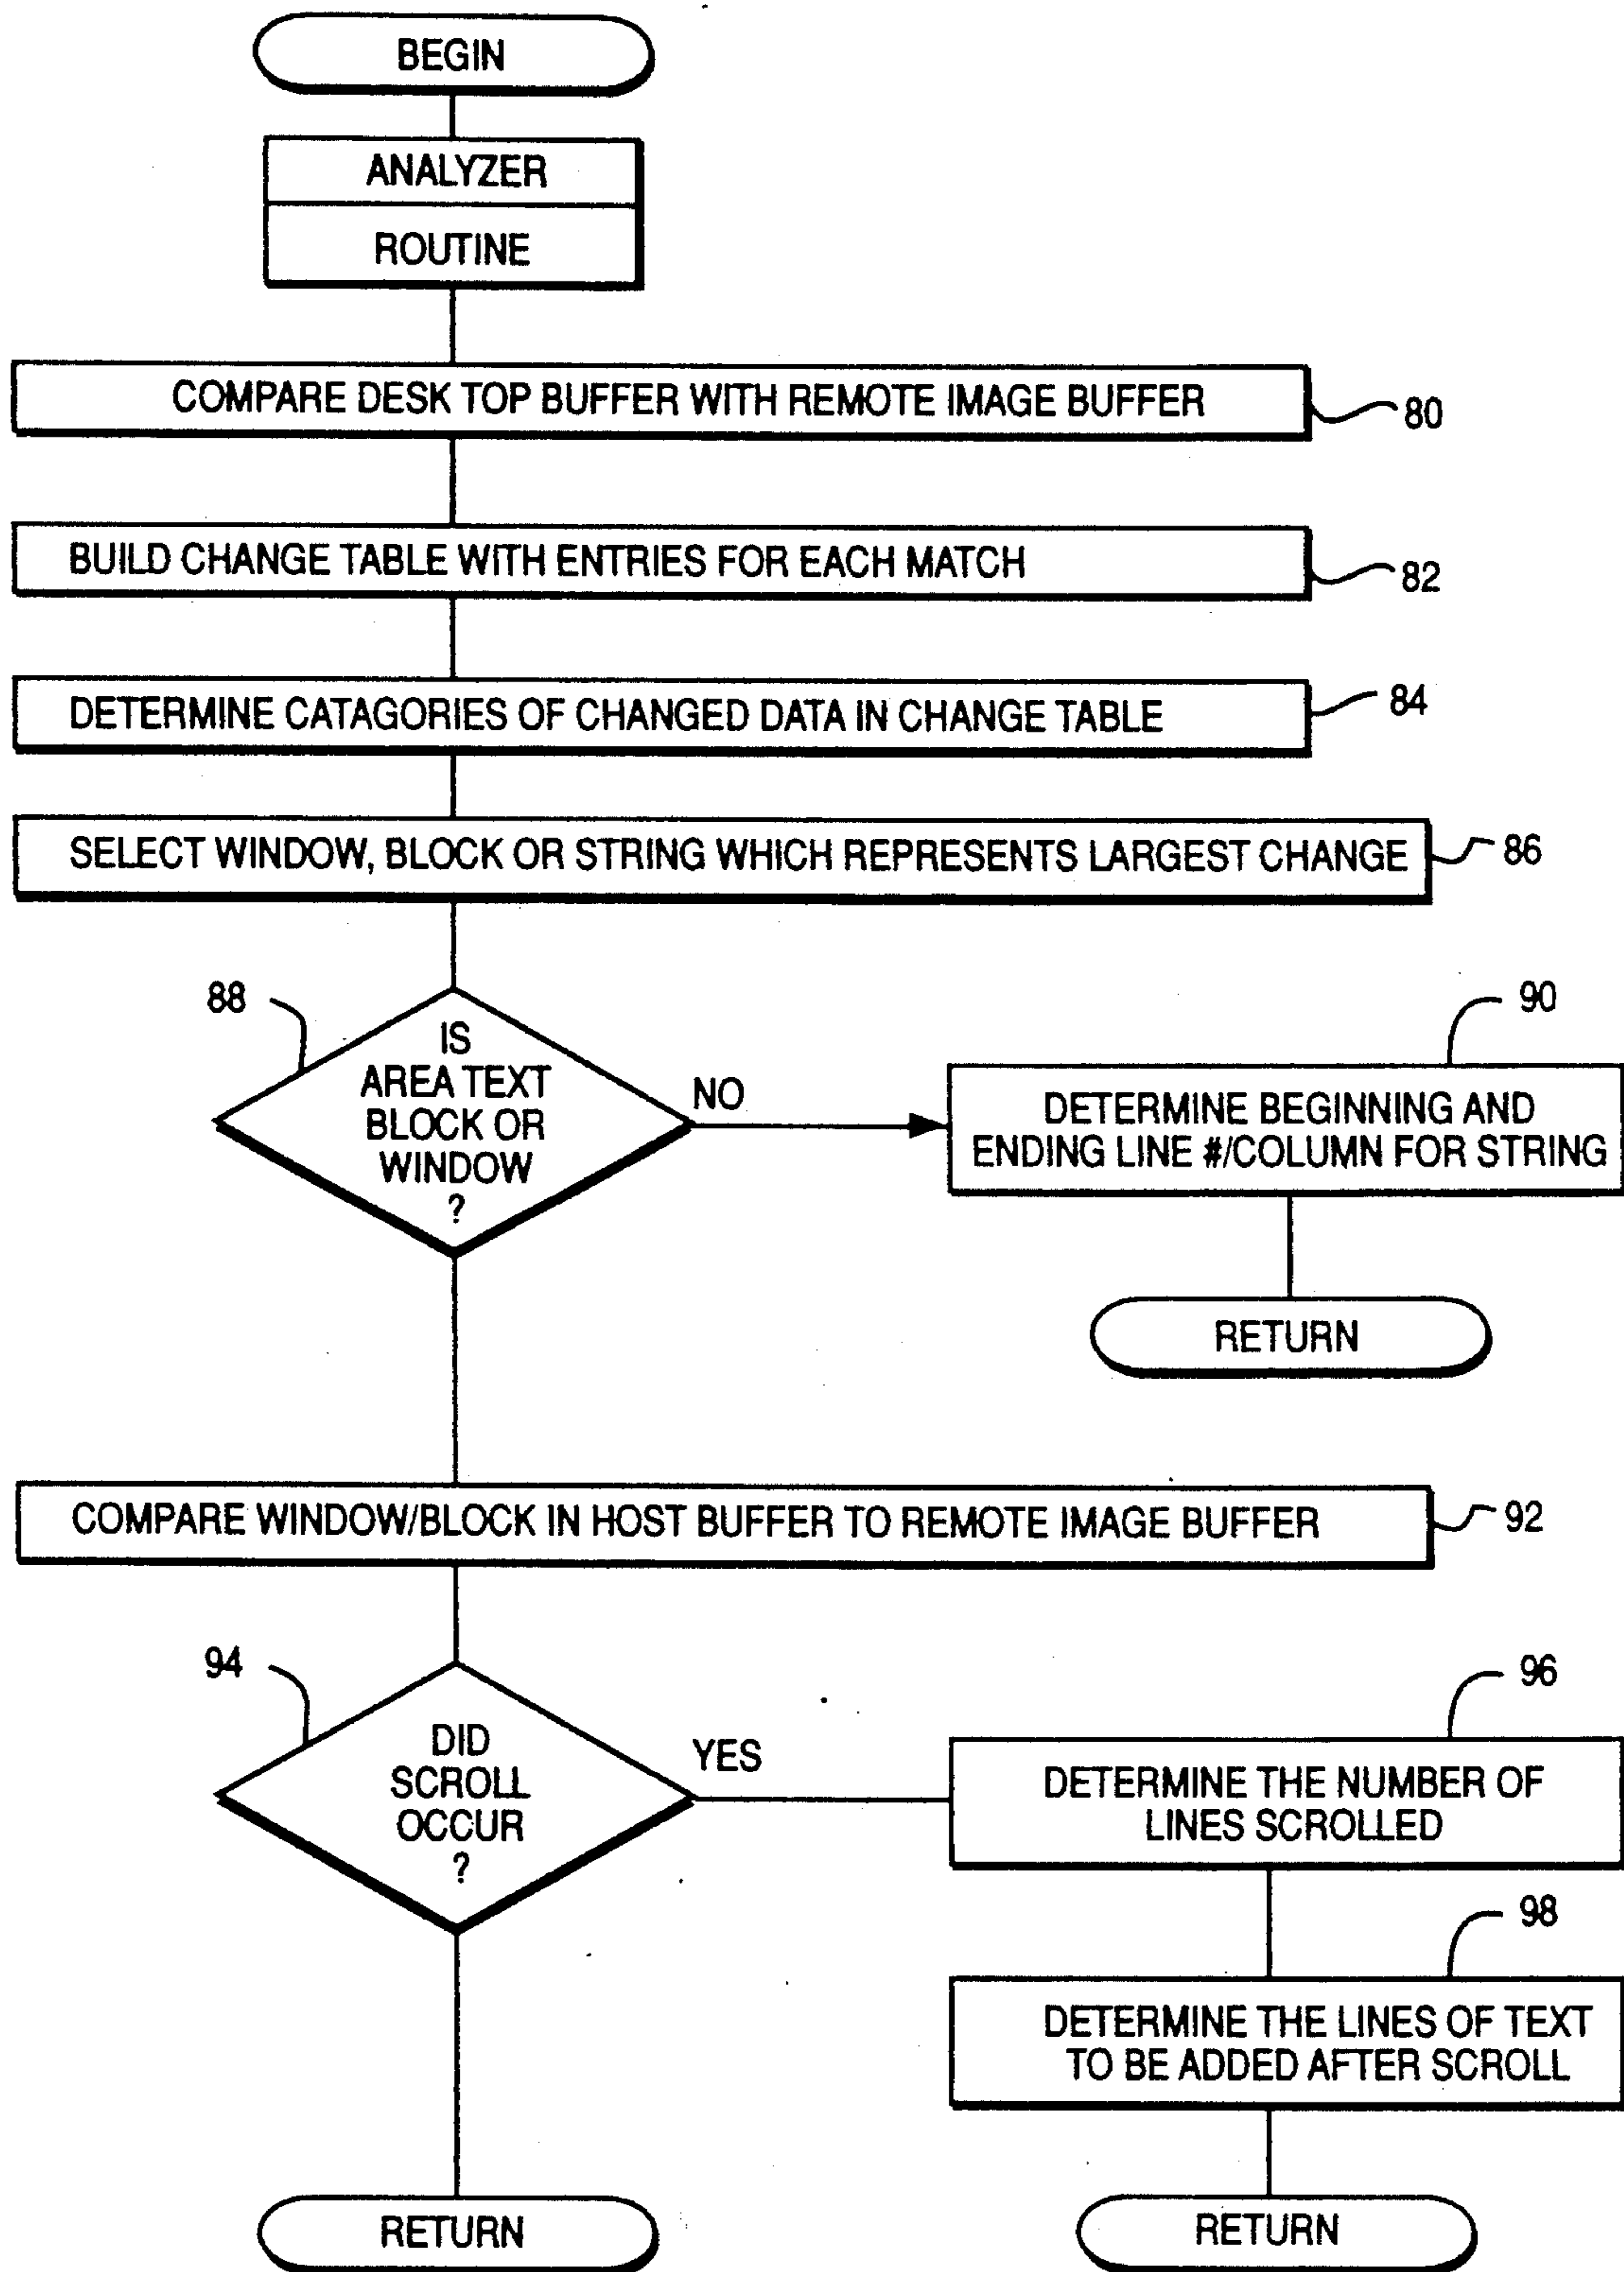 BEGIN
ANALYZER
ROUTINE
COMPARE DESK TOP BUFFER WITH REMOTE IMAGE BUFFER
80
BUILD CHANGE TABLE WITH ENTRIES FOR EACH MATCH
82
DETERMINE CATAGORIES OF CHANGED DATA IN CHANGE TABLE
84
SELECT WINDOW, BLOCK OR STRING WHICH REPRESENTS LARGEST CHANGE
86
88
IS
AREA TEXT
BLOCK OR
WINDOW
?
NO
90
DETERMINE BEGINNING AND
ENDING LINE #/COLUMN FOR STRING
RETURN
COMPARE WINDOW/BLOCK IN HOST BUFFER TO REMOTE IMAGE BUFFER
92
94
DID
SCROLL
OCCUR
?
YES
96
DETERMINE THE NUMBER OF
LINES SCROLLED
98
DETERMINE THE LINES OF TEXT
TO BE ADDED AFTER SCROLL
RETURN
RETURN